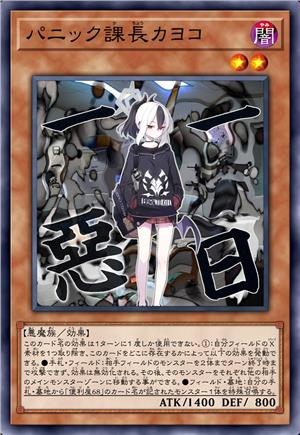 パニック課長カヨコ
か ちょう
闇
やみ
一日
一惡
【悪魔族／効果】
このカード名の効果は１ターンに１度しか使用できない。①：自分フィールドのX
素材を１つ取り除き、このカードをどこに存在するかによって以下の効果を発動で
きる。●手札・フィールド：相手フィールドのモンスターを２体までターン終了時ま
で攻撃できず、効果は無効化される。その後、そのモンスターをそれぞれ他の相手
のメインモンスターゾーンに移動する事ができる。●フィールド・墓地：自分の手
札・墓地から「便利屋68」のカード名が記されたモンスター１体を特殊召喚する。
ATK/1400 DEF/ 800